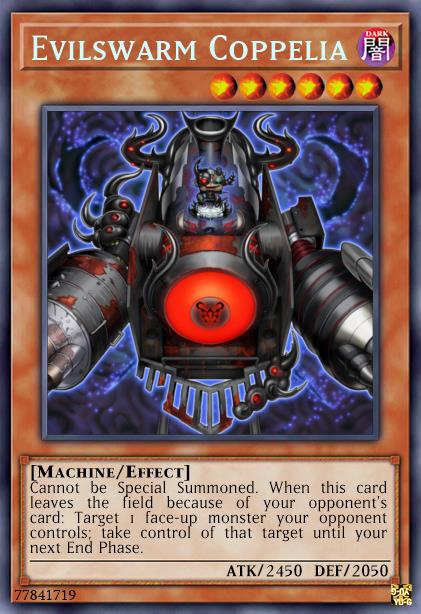 EVILSWARM COPPELIA
DARK
闇
[MACHINE/EFFECT]
Cannot be Special Summoned. When this card
leaves the field because of your opponent's
card: Target 1 face-up monster your opponent
controls; take control of that target until your
next End Phase.
ATK/2450 DEF/2050
77841719